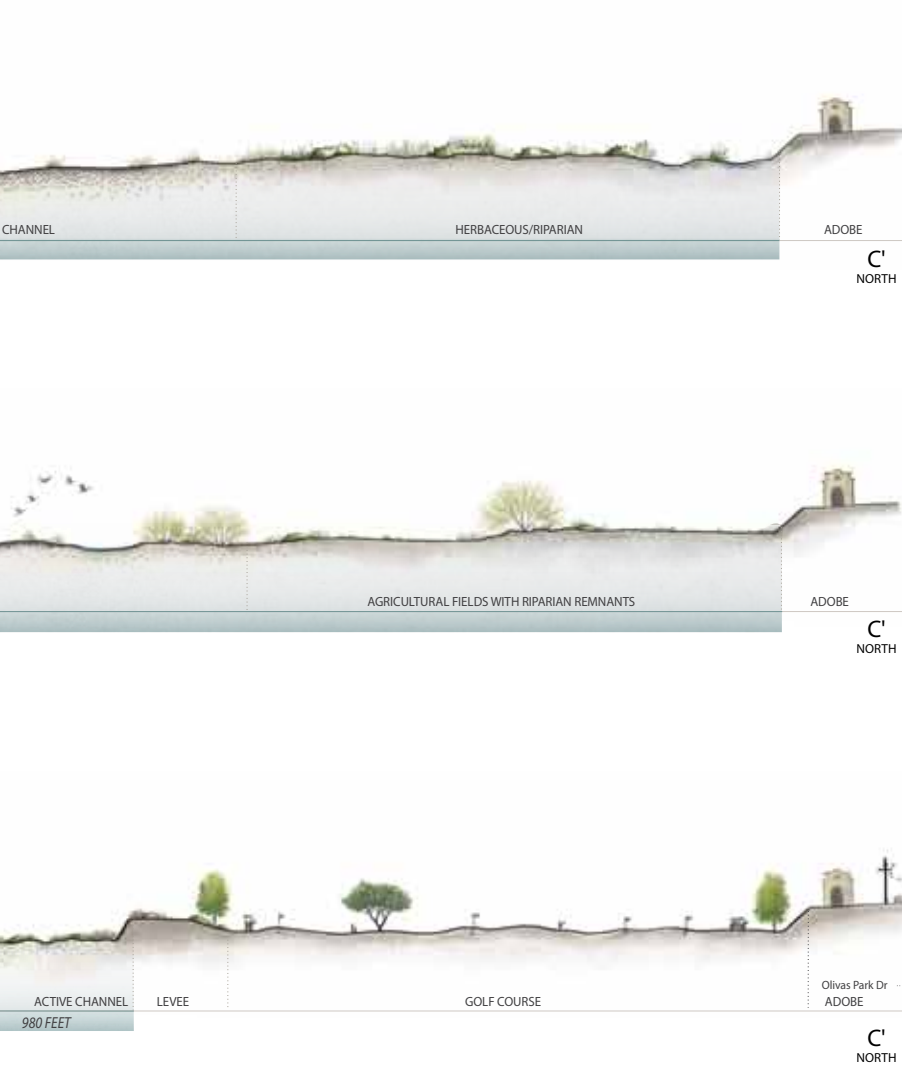 CHANNEL
HERBACEOUS/RIPARIAN
ADOBE
C'
NORTH
AGRICULTURAL FIELDS WITH RIPARIAN REMNANTS
ADOBE
C'
NORTH
Olivas Park Dr
ACTIVE CHANNEL
LEVEE
GOLF COURSE
ADOBE
980 FEET
C'
NORTH